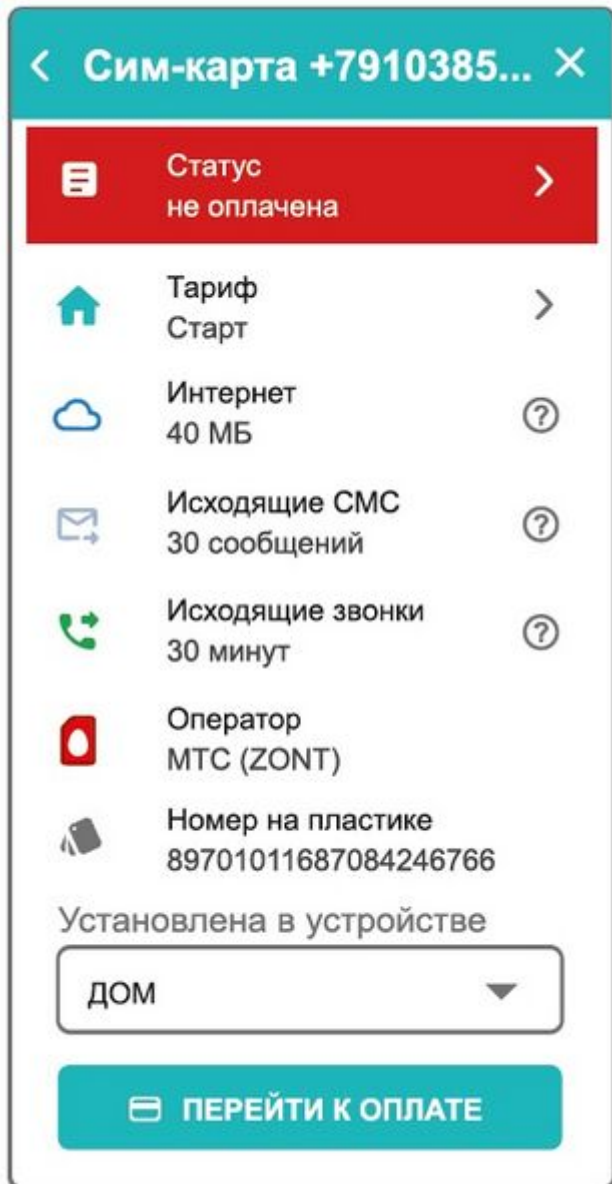 Сим-карта +7910385...
Статус
не оплачена
Тариф
Старт
Интернет
40 МБ
Исходящие СМС
30 сообщений
Исходящие звонки
30 минут
Оператор
МТС (ZONT)
Номер на пластике
89701011687084246766
Установлена в устройстве
ДОМ
ПЕРЕЙТИ К ОПЛАТЕ